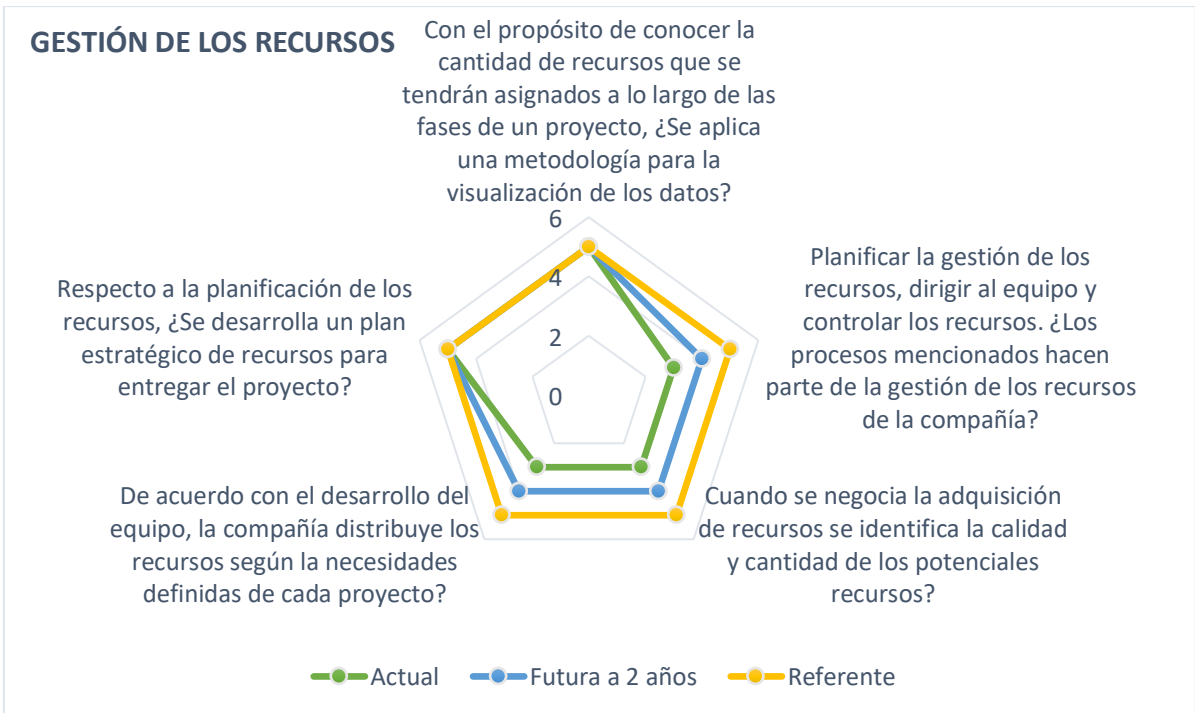 GESTIÓN DE LOS RECURSOS
Con el propósito de conocer la
cantidad de recursos que se
tendrán asignados a lo largo de las
fases de un proyecto, ¿Se aplica
una metodología para la
visualización de los datos?
6
4
2
0
Planificar la gestión de los
recursos, dirigir al equipo y
controlar los recursos. ¿Los
procesos mencionados hacen
parte de la gestión de los recursos
de la compañía?
Cuando se negocia la adquisición
de recursos se identifica la calidad
y cantidad de los potenciales
recursos?
De acuerdo con el desarrollo del
equipo, la compañía distribuye los
recursos según la necesidades
definidas de cada proyecto?
Respecto a la planificación de los
recursos, ¿Se desarrolla un plan
estratégico de recursos para
entregar el proyecto?
Actual
Futura a 2 años
Referente